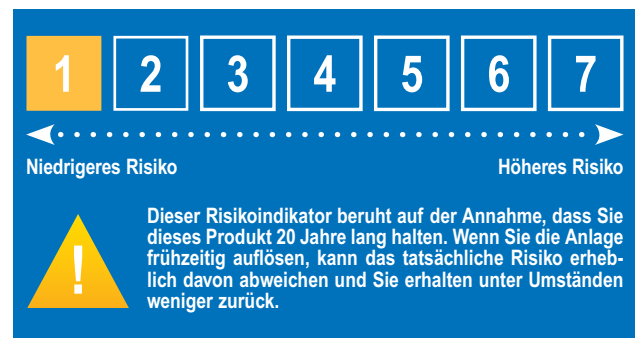 1 2 3 4 5 6 7
Niedrigeres Risiko Höheres Risiko
!
Dieser Risikoindikator beruht auf der Annahme, dass Sie
dieses Produkt 20 Jahre lang halten. Wenn Sie die Anlage
frühzeitig auflösen, kann das tatsächliche Risiko erheb-
lich davon abweichen und Sie erhalten unter Umständen
weniger zurück.